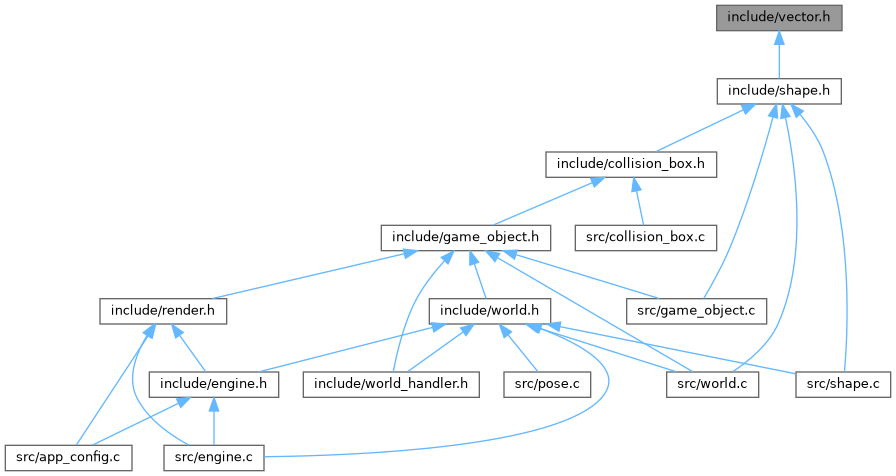 include/vector.h
include/shape.h
include/collision_box.h
include/game_object.h
src/collision_box.c
include/render.h
include/world.h
src/game_object.c
include/engine.h
include/world_handler.h
src/pose.c
src/world.c
src/shape.c
src/app_config.c
src/engine.c